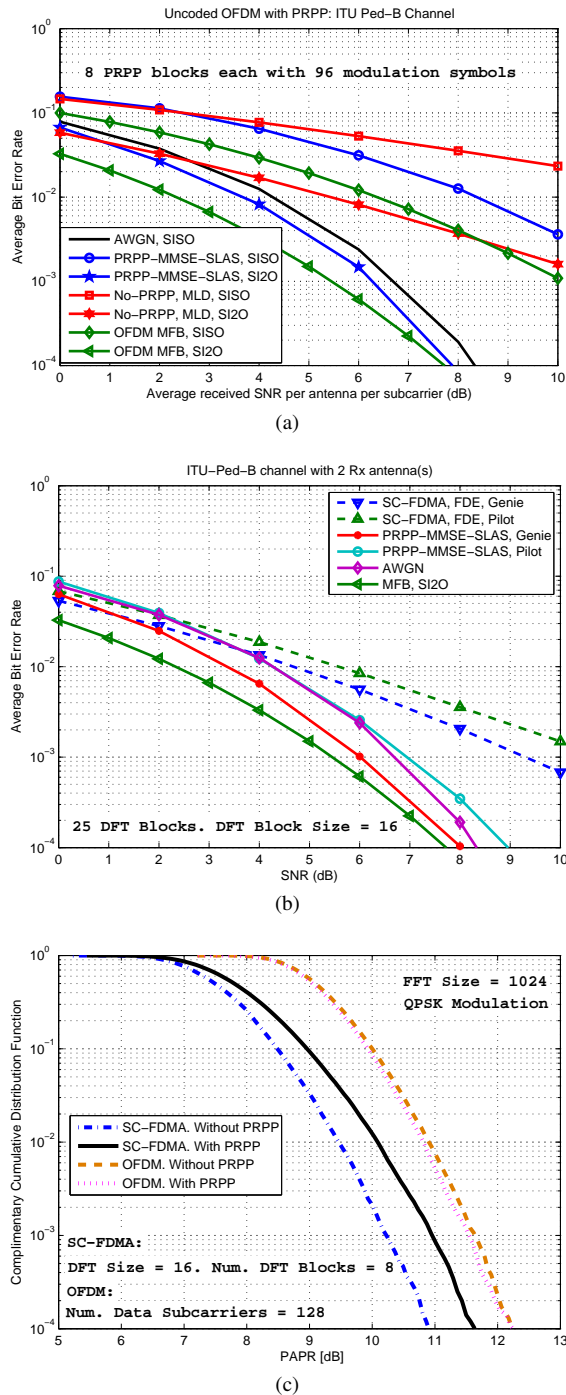 Uncoded OFDM with PRPP: ITU Ped−B Channel
8 PRPP blocks each with 96 modulation symbols
Average Bit Error Rate
10^0
10^−1
10^−2
10^−3
10^−4
AWGN, SISO
PRPP−MMSE−SLAS, SISO
PRPP−MMSE−SLAS, SI2O
No−PRPP, MLD, SISO
No−PRPP, MLD, SI2O
OFDM MFB, SISO
OFDM MFB, SI2O
0 1 2 3 4 5 6 7 8 9 10
Average received SNR per antenna per subcarrier (dB)
(a)
ITU−Ped−B channel with 2 Rx antenna(s)
Average Bit Error Rate
10^0
10^−1
10^−2
10^−3
10^−4
SC−FDMA, FDE, Genie
SC−FDMA, FDE, Pilot
PRPP−MMSE−SLAS, Genie
PRPP−MMSE−SLAS, Pilot
AWGN
MFB, SI2O
25 DFT Blocks. DFT Block Size = 16
0 1 2 3 4 5 6 7 8 9 10
SNR (dB)
(b)
Complimentary Cumulative Distribution Function
10^0
10^−1
10^−2
10^−3
10^−4
FFT Size = 1024
QPSK Modulation
SC−FDMA. Without PRPP
SC−FDMA. With PRPP
OFDM. Without PRPP
OFDM. With PRPP
SC−FDMA:
DFT Size = 16. Num. DFT Blocks = 8
OFDM:
Num. Data Subcarriers = 128
5 6 7 8 9 10 11 12 13
PAPR [dB]
(c)